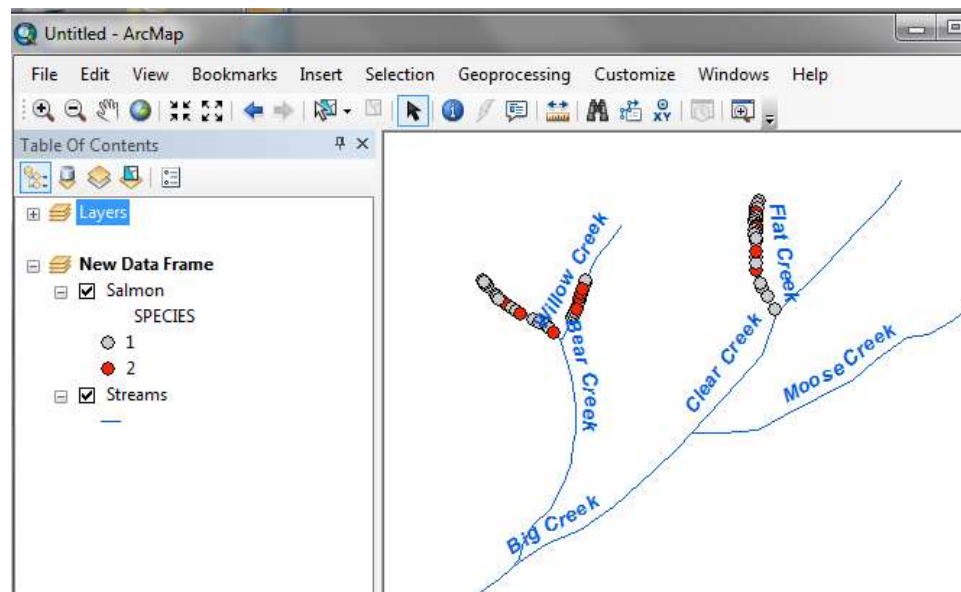 Untitled - ArcMap
File Edit View Bookmarks Insert Selection Geoprocessing Customize Windows Help
XY
Table Of Contents
Layers
New Data Frame
Salmon
SPECIES
1
2
Streams
Willow Creek
Flat Creek
Bear Creek
Clear Creek
Moose Creek
Big Creek